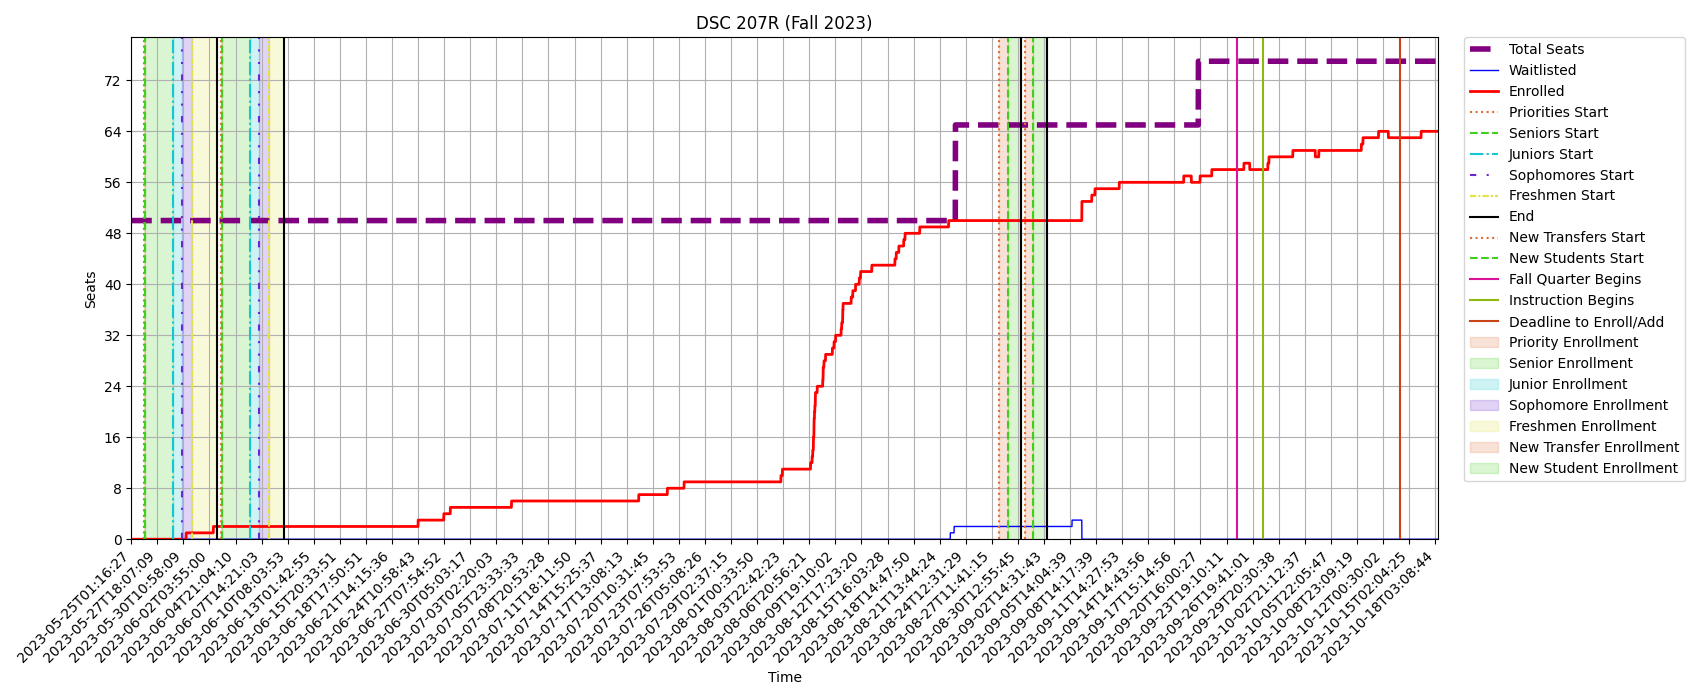 DSC 207R (Fall 2023)
Seats
72
64
56
48
40
32
24
16
8
0
2023-05-25T01:16:27
2023-05-27T18:07:09
2023-05-30T10:58:09
2023-06-02T03:55:00
2023-06-04T21:04:10
2023-06-07T14:21:03
2023-06-10T08:03:53
2023-06-13T01:42:55
2023-06-15T20:33:51
2023-06-18T17:50:51
2023-06-21T14:15:36
2023-06-24T10:58:43
2023-06-27T07:54:52
2023-06-30T05:03:17
2023-07-03T02:20:03
2023-07-05T23:33:33
2023-07-08T20:53:28
2023-07-11T18:11:50
2023-07-14T15:25:37
2023-07-17T13:08:13
2023-07-20T10:31:45
2023-07-23T07:53:53
2023-07-26T05:08:26
2023-07-29T02:37:15
2023-08-01T00:33:50
2023-08-03T22:42:23
2023-08-06T20:56:21
2023-08-09T19:10:02
2023-08-12T17:23:20
2023-08-15T16:03:28
2023-08-18T14:47:50
2023-08-21T13:44:24
2023-08-24T12:31:29
2023-08-27T11:41:15
2023-08-30T12:55:45
2023-09-02T14:31:43
2023-09-05T14:04:39
2023-09-08T14:17:39
2023-09-11T14:27:53
2023-09-14T14:43:56
2023-09-17T15:14:56
2023-09-20T16:00:27
2023-09-23T19:10:11
2023-09-26T19:41:01
2023-09-29T20:30:38
2023-10-02T21:12:37
2023-10-05T22:05:47
2023-10-08T23:09:19
2023-10-12T00:30:02
2023-10-15T02:04:25
2023-10-18T03:08:44
Time
Total Seats
Waitlisted
Enrolled
Priorities Start
Seniors Start
Juniors Start
Sophomores Start
Freshmen Start
End
New Transfers Start
New Students Start
Fall Quarter Begins
Instruction Begins
Deadline to Enroll/Add
Priority Enrollment
Senior Enrollment
Junior Enrollment
Sophomore Enrollment
Freshmen Enrollment
New Transfer Enrollment
New Student Enrollment